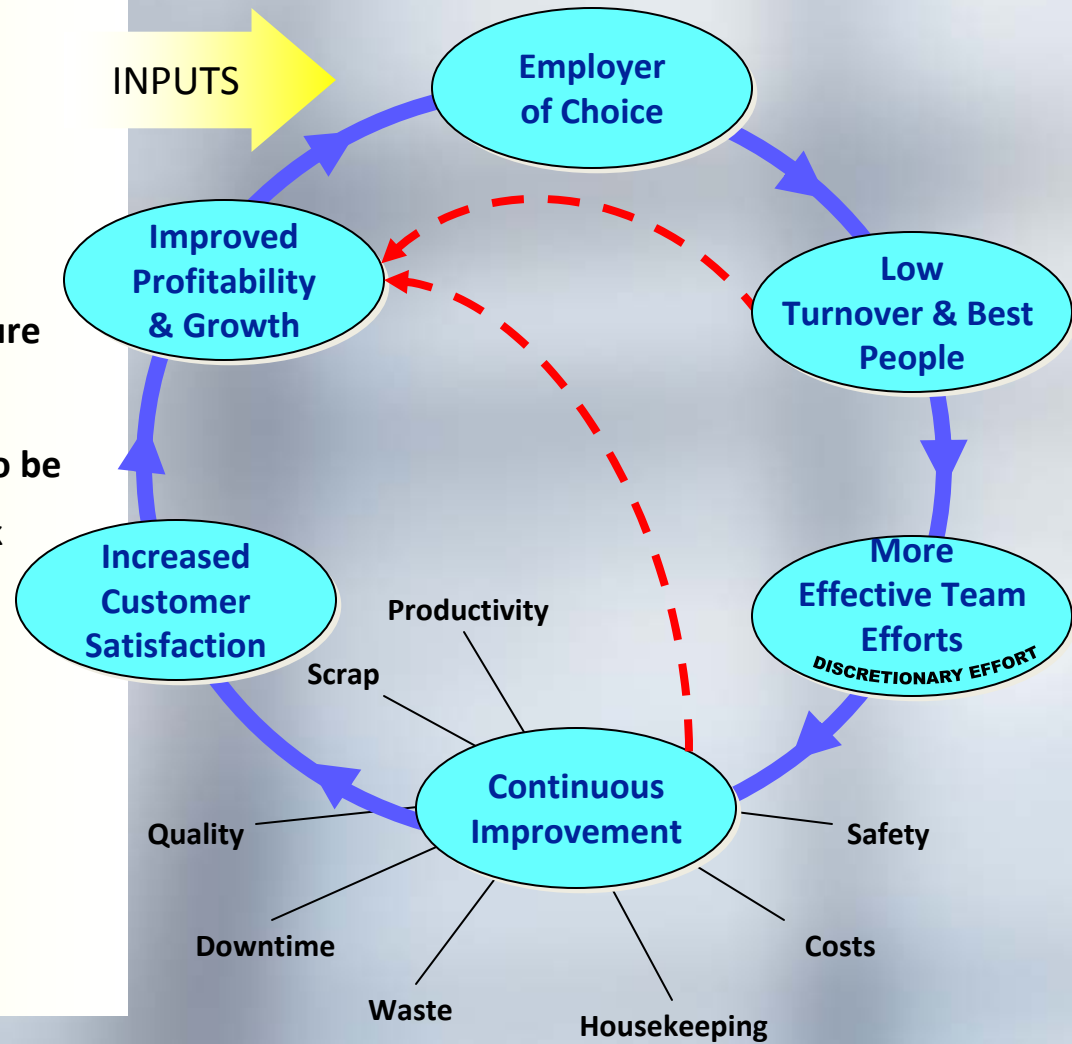 INPUTS
Employer
of Choice
Improved
Profitability
& Growth
Low
Turnover & Best
People
o be
Increased
Customer
Satisfaction
More
Effective Team
Efforts
DISCRETIONARY EFFORT
Productivity
Scrap
Continuous
Improvement
Quality
Safety
Downtime
Costs
Waste
Housekeeping